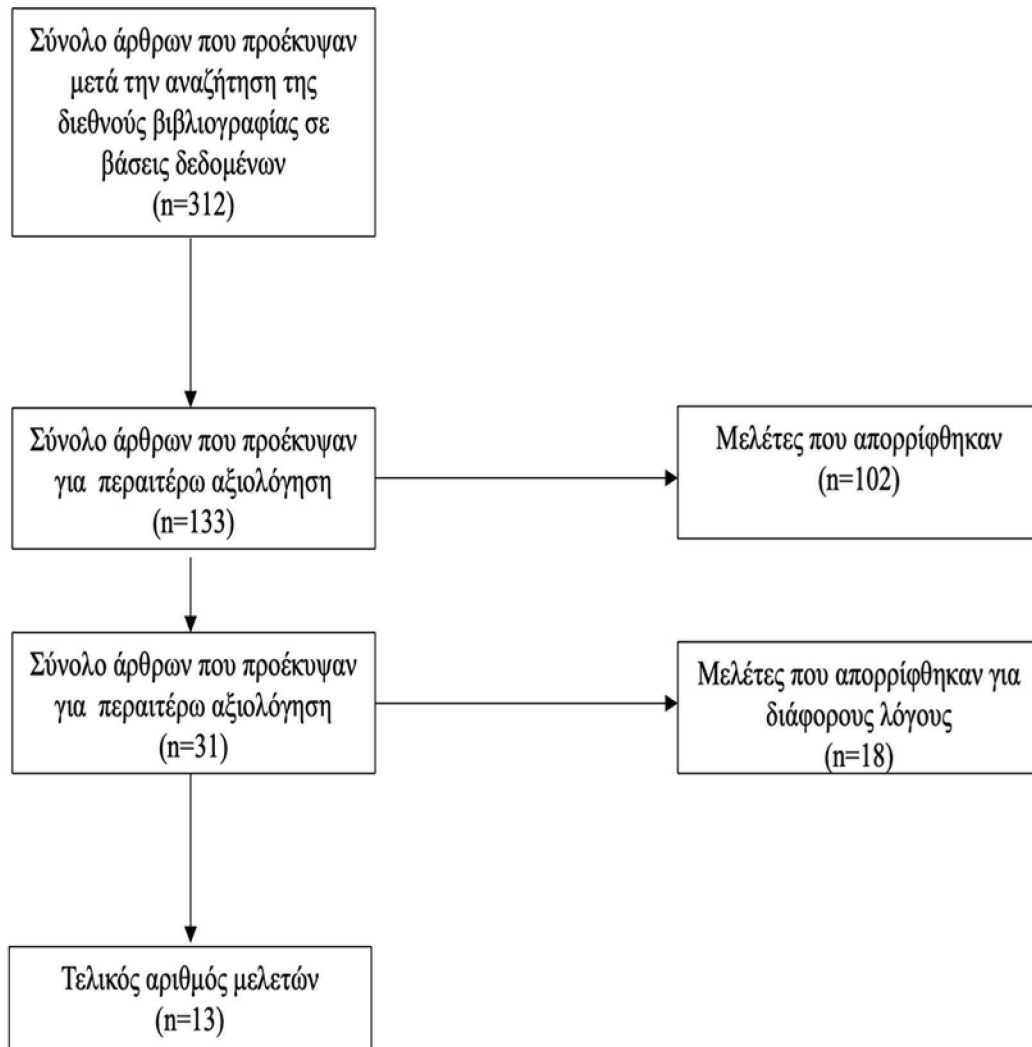 Σύνολο άρθρων που προέκυψαν
μετά την αναζήτηση της
διεθνούς βιβλιογραφίας σε
βάσεις δεδομένων
(n=312)
Σύνολο άρθρων που προέκυψαν
για περαιτέρω αξιολόγηση
(n=133)
Μελέτες που απορρίφθηκαν
(n=102)
Σύνολο άρθρων που προέκυψαν
για περαιτέρω αξιολόγηση
(n=31)
Μελέτες που απορρίφθηκαν για
διάφορους λόγους
(n=18)
Τελικός αριθμός μελετών
(n=13)